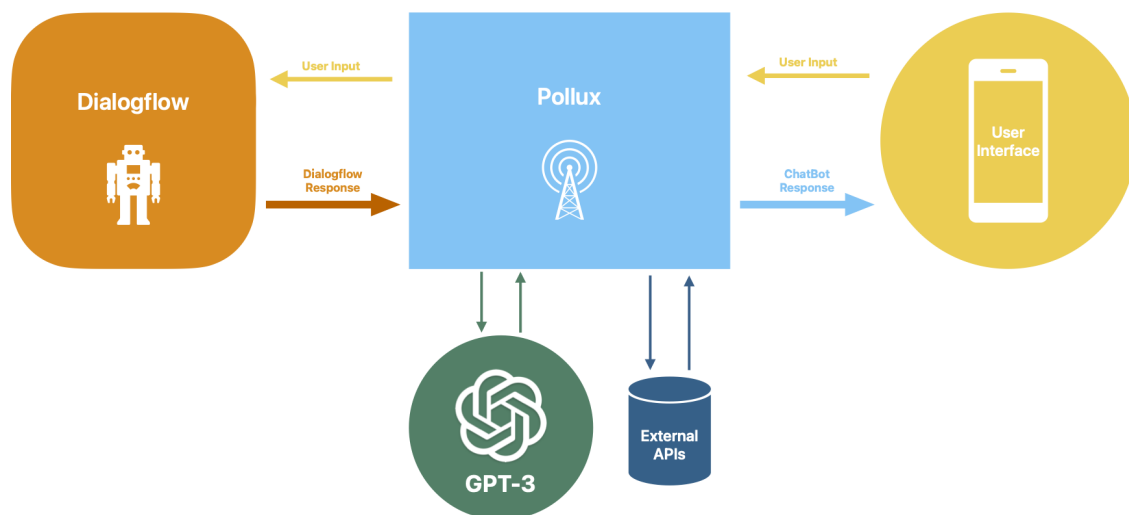 Dialogflow
User Input
Pollux
User Input
User
Interface
Dialogflow
Response
ChatBot
Response
GPT-3
External
APIs